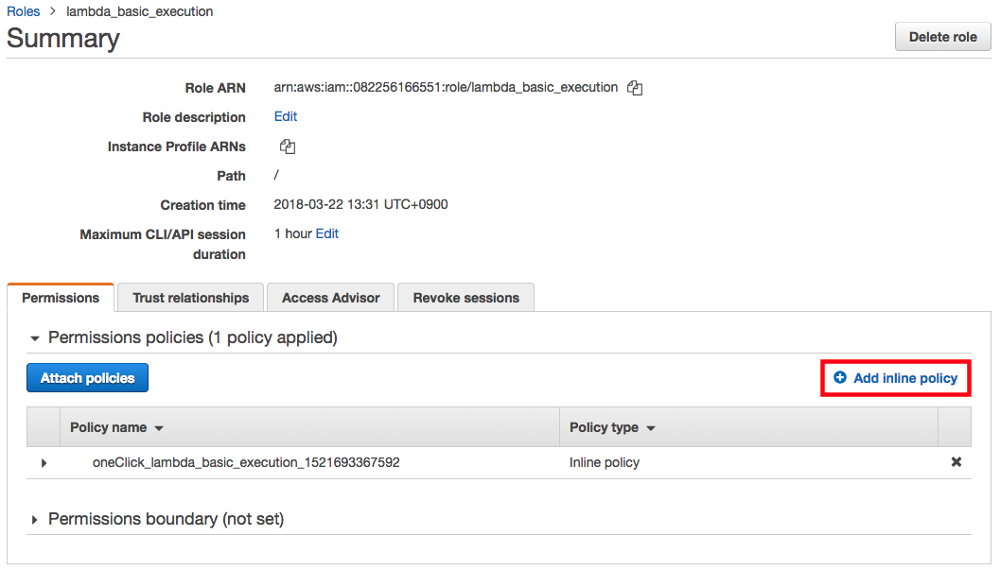 Roles > lambda_basic_execution
Summary
Delete role
Role ARN arn:aws:iam::082256166551:role/lambda_basic_execution
Role description Edit
Instance Profile ARNs
Path /
Creation time 2018-03-22 13:31 UTC+0900
Maximum CLI/API session 1 hour Edit
duration
Permissions Trust relationships Access Advisor Revoke sessions
Permissions policies (1 policy applied)
Attach policies Add inline policy
Policy name Policy type
oneClick_lambda_basic_execution_1521693367592 Inline policy
Permissions boundary (not set)